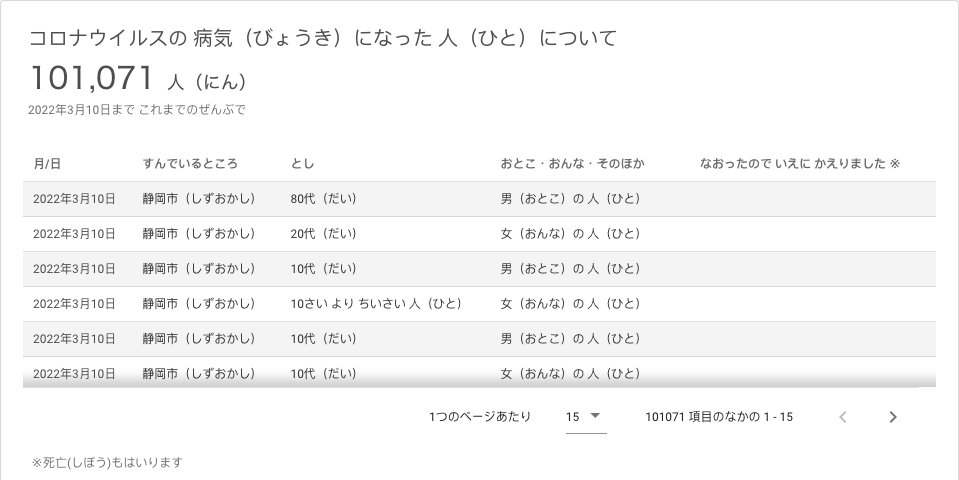 コロナウイルスの 病気（びょうき）になった 人（ひと）について
101,071 人（にん）
2022年3月10日まで これまでのぜんぶで
月/日 すんでいるところ とし おとこ・おんな・そのほか なおったので いえに かえりました ※
2022年3月10日 静岡市（しずおかし） 80代（だい） 男（おとこ）の 人（ひと）
2022年3月10日 静岡市（しずおかし） 20代（だい） 女（おんな）の 人（ひと）
2022年3月10日 静岡市（しずおかし） 10代（だい） 男（おとこ）の 人（ひと）
2022年3月10日 静岡市（しずおかし） 10さい より ちいさい 人（ひと） 女（おんな）の 人（ひと）
2022年3月10日 静岡市（しずおかし） 10代（だい） 男（おとこ）の 人（ひと）
2022年3月10日 静岡市（しずおかし） 10代（だい） 女（おんな）の 人（ひと）
1つのページあたり 15 101071 項目のなかの 1 - 15
※死亡(しぼう)もはいります